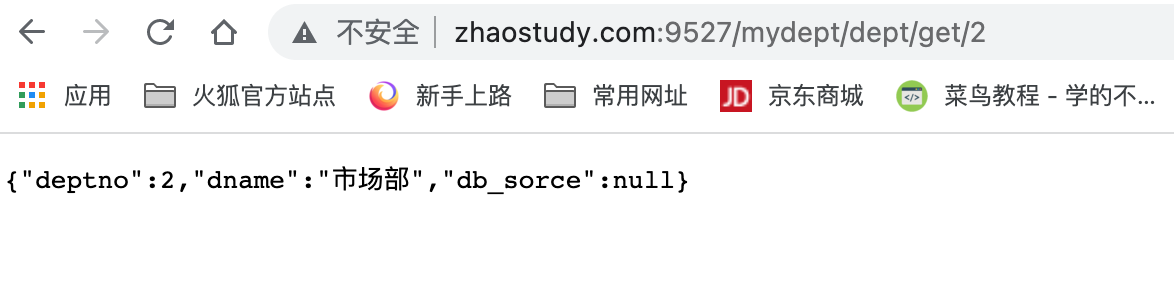 不安全 zhaostudy.com:9527/mydept/dept/get/2
应用 火狐官方站点 新手上路 常用网址 JD 京东商城 </> 菜鸟教程 - 学的不...
{"deptno":2,"dname":"市场部","db_sorce":null}